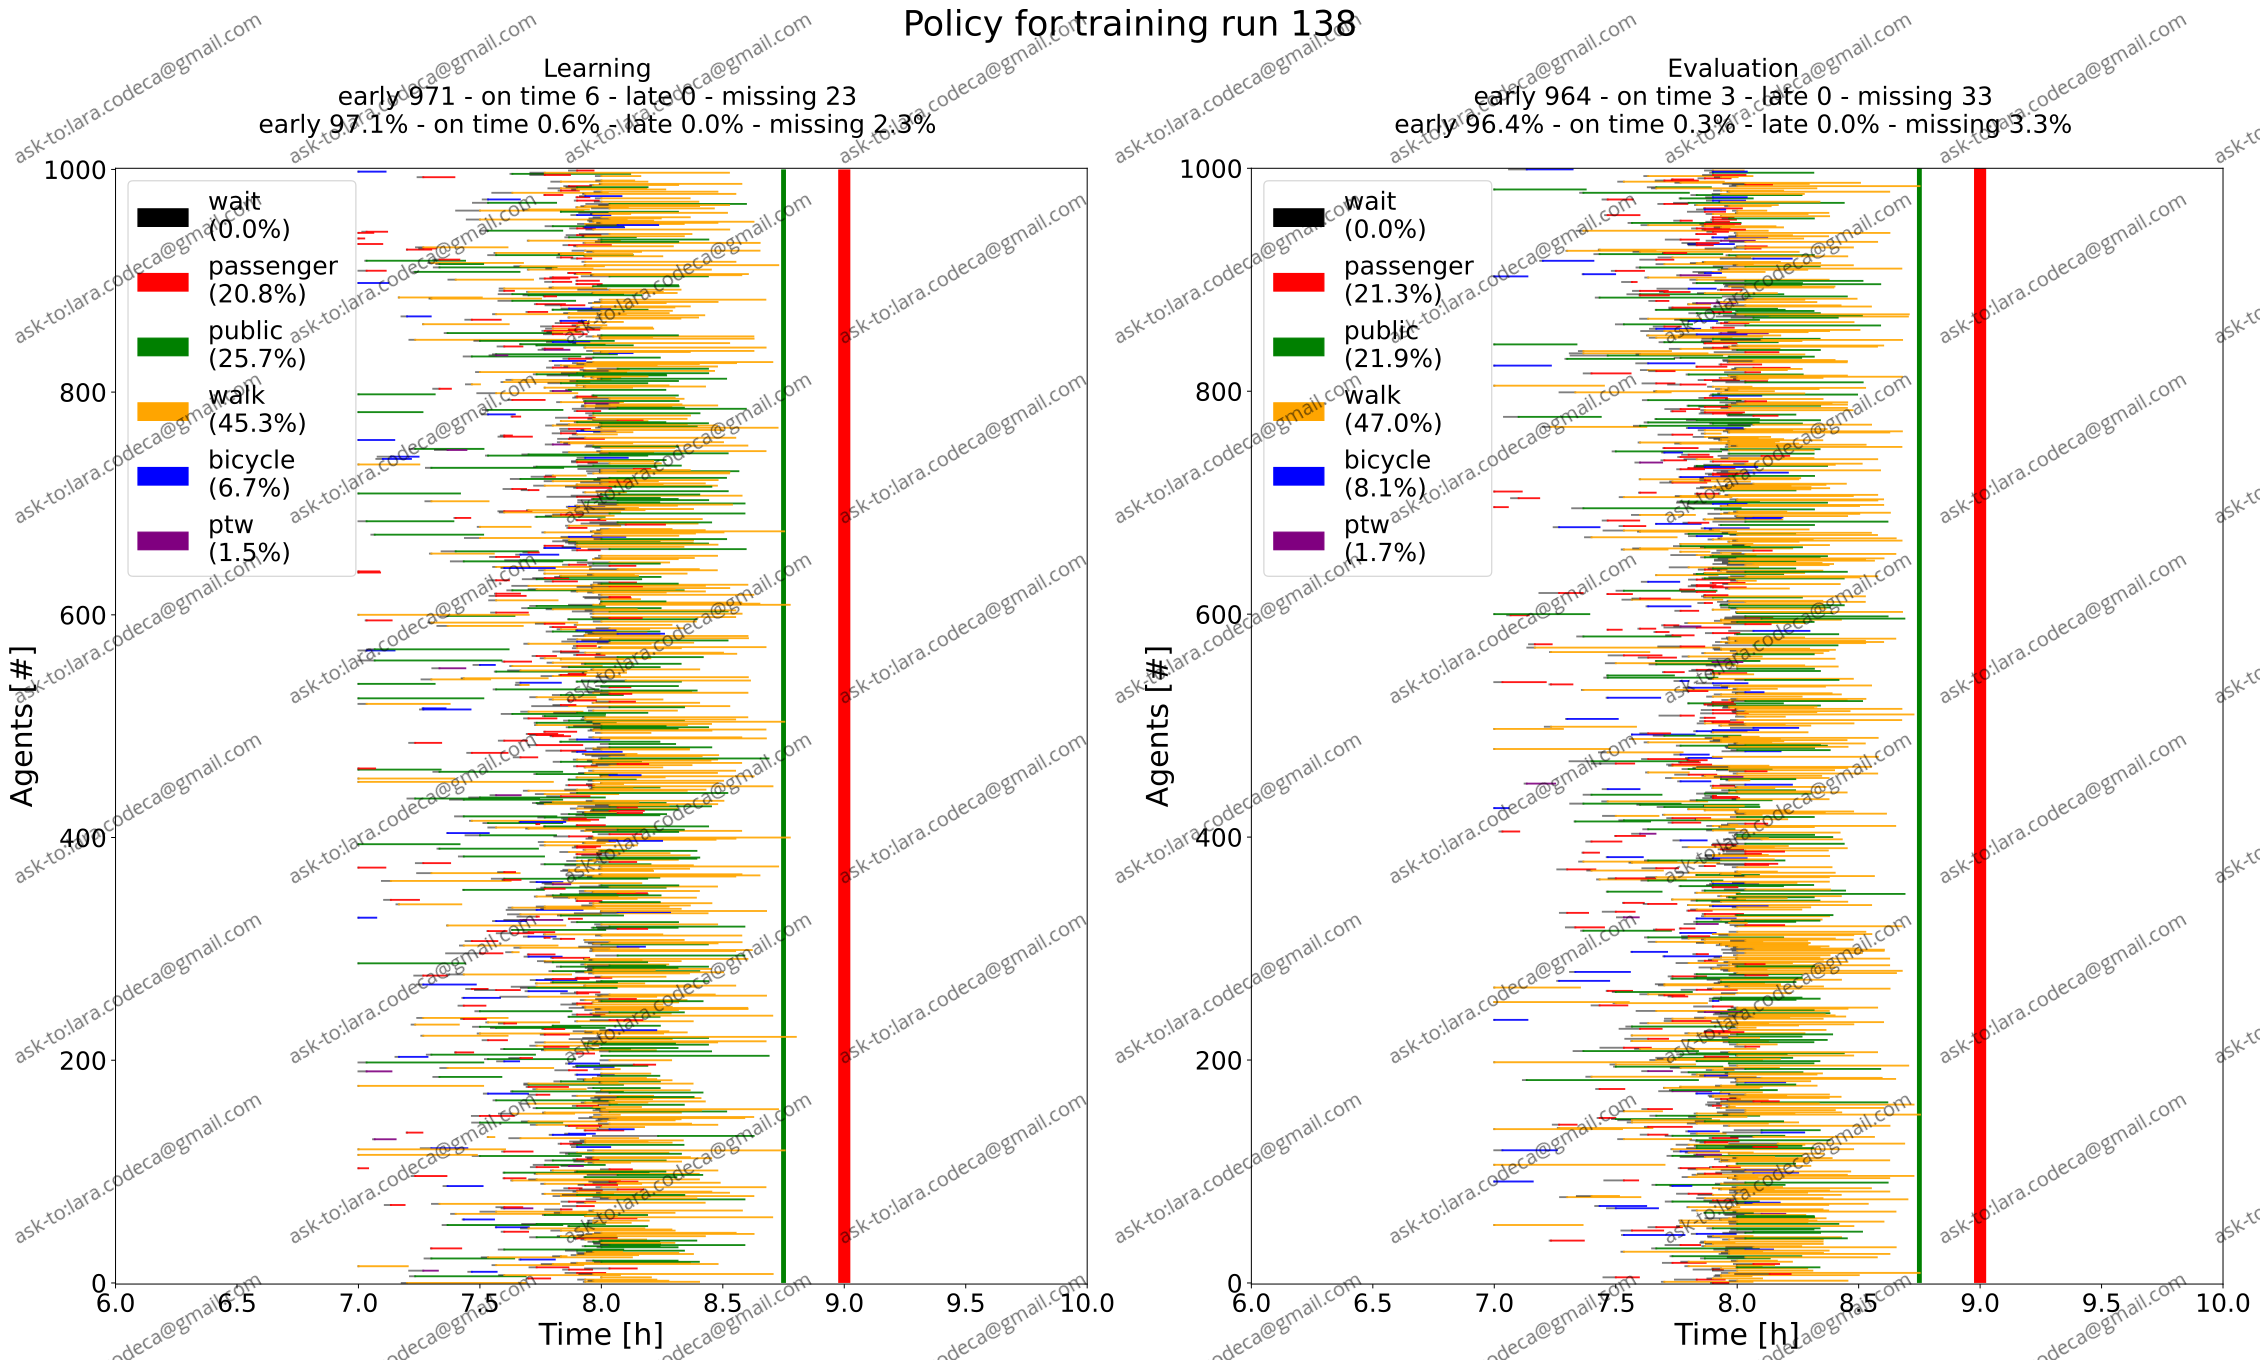 Policy for training run 138
Learning
early 971 - on time 6 - late 0 - missing 23
early 97.1% - on time 0.6% - late 0.0% - missing 2.3%
1000
800
600
400
200
0
Agents [#]
wait
(0.0%)
passenger
(20.8%)
public
(25.7%)
walk
(45.3%)
bicycle
(6.7%)
ptw
(1.5%)
6.0 6.5 7.0 7.5 8.0 8.5 9.0 9.5 10.0
Time [h]
Evaluation
early 964 - on time 3 - late 0 - missing 33
early 96.4% - on time 0.3% - late 0.0% - missing 3.3%
1000
800
600
400
200
0
Agents [#]
wait
(0.0%)
passenger
(21.3%)
public
(21.9%)
walk
(47.0%)
bicycle
(8.1%)
ptw
(1.7%)
6.0 6.5 7.0 7.5 8.0 8.5 9.0 9.5 10.0
Time [h]
ask-to:lara.codeca@gmail.com